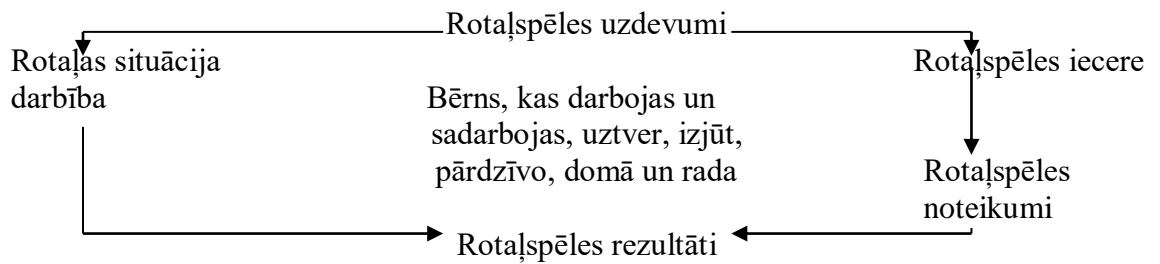 Rotaļspēles uzdevumi
Rotaļas situācija
darbība
Rotaļspēles iecere
Bērns, kas darbojas un
sadarbojas, uztver, izjūt,
pārdzīvo, domā un rada
Rotaļspēles
noteikumi
Rotaļspēles rezultāti